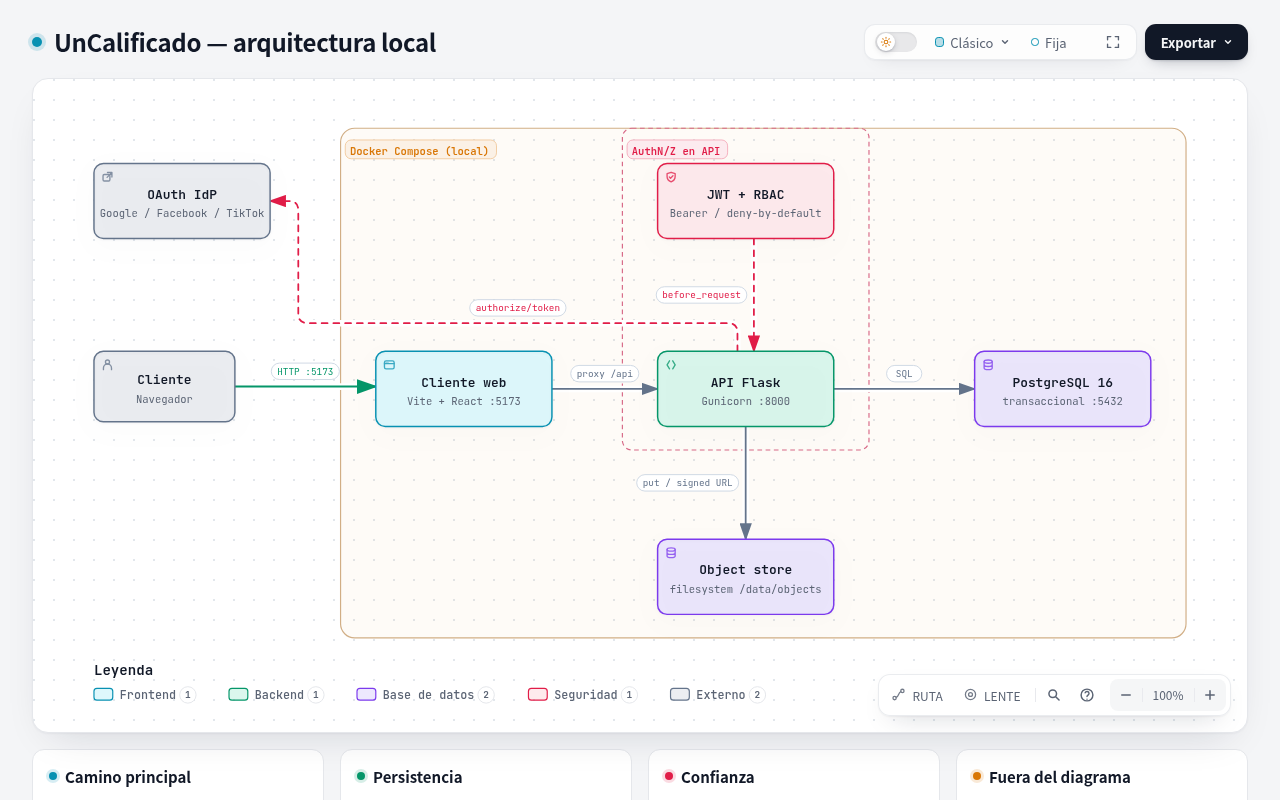 UnCalificado — arquitectura local
Clásico
Fija
Exportar
Docker Compose (local)
AuthN/Z en API
OAuth IdP
Google / Facebook / TikTok
JWT + RBAC
Bearer / deny-by-default
before_request
authorize/token
Cliente
Navegador
HTTP :5173
Cliente web
Vite + React :5173
proxy /api
API Flask
Gunicorn :8000
SQL
PostgreSQL 16
transaccional :5432
put / signed URL
Object store
filesystem /data/objects
Leyenda
Frontend 1
Backend 1
Base de datos 2
Seguridad 1
Externo 2
RUTA
LENTE
100%
Camino principal
Persistencia
Confianza
Fuera del diagrama